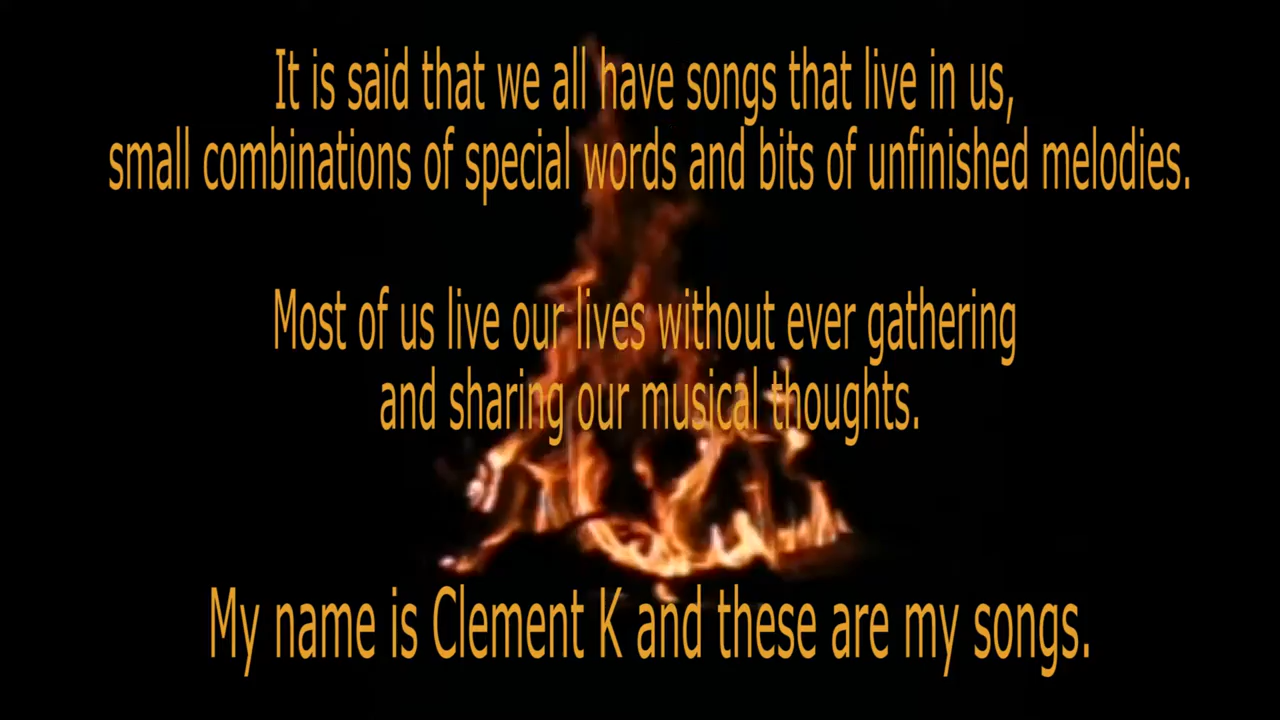 It is said that we all have songs that live in us,
small combinations of special words and bits of unfinished melodies.
Most of us live our lives without ever gathering
and sharing our musical thoughts.
My name is Clement K and these are my songs.